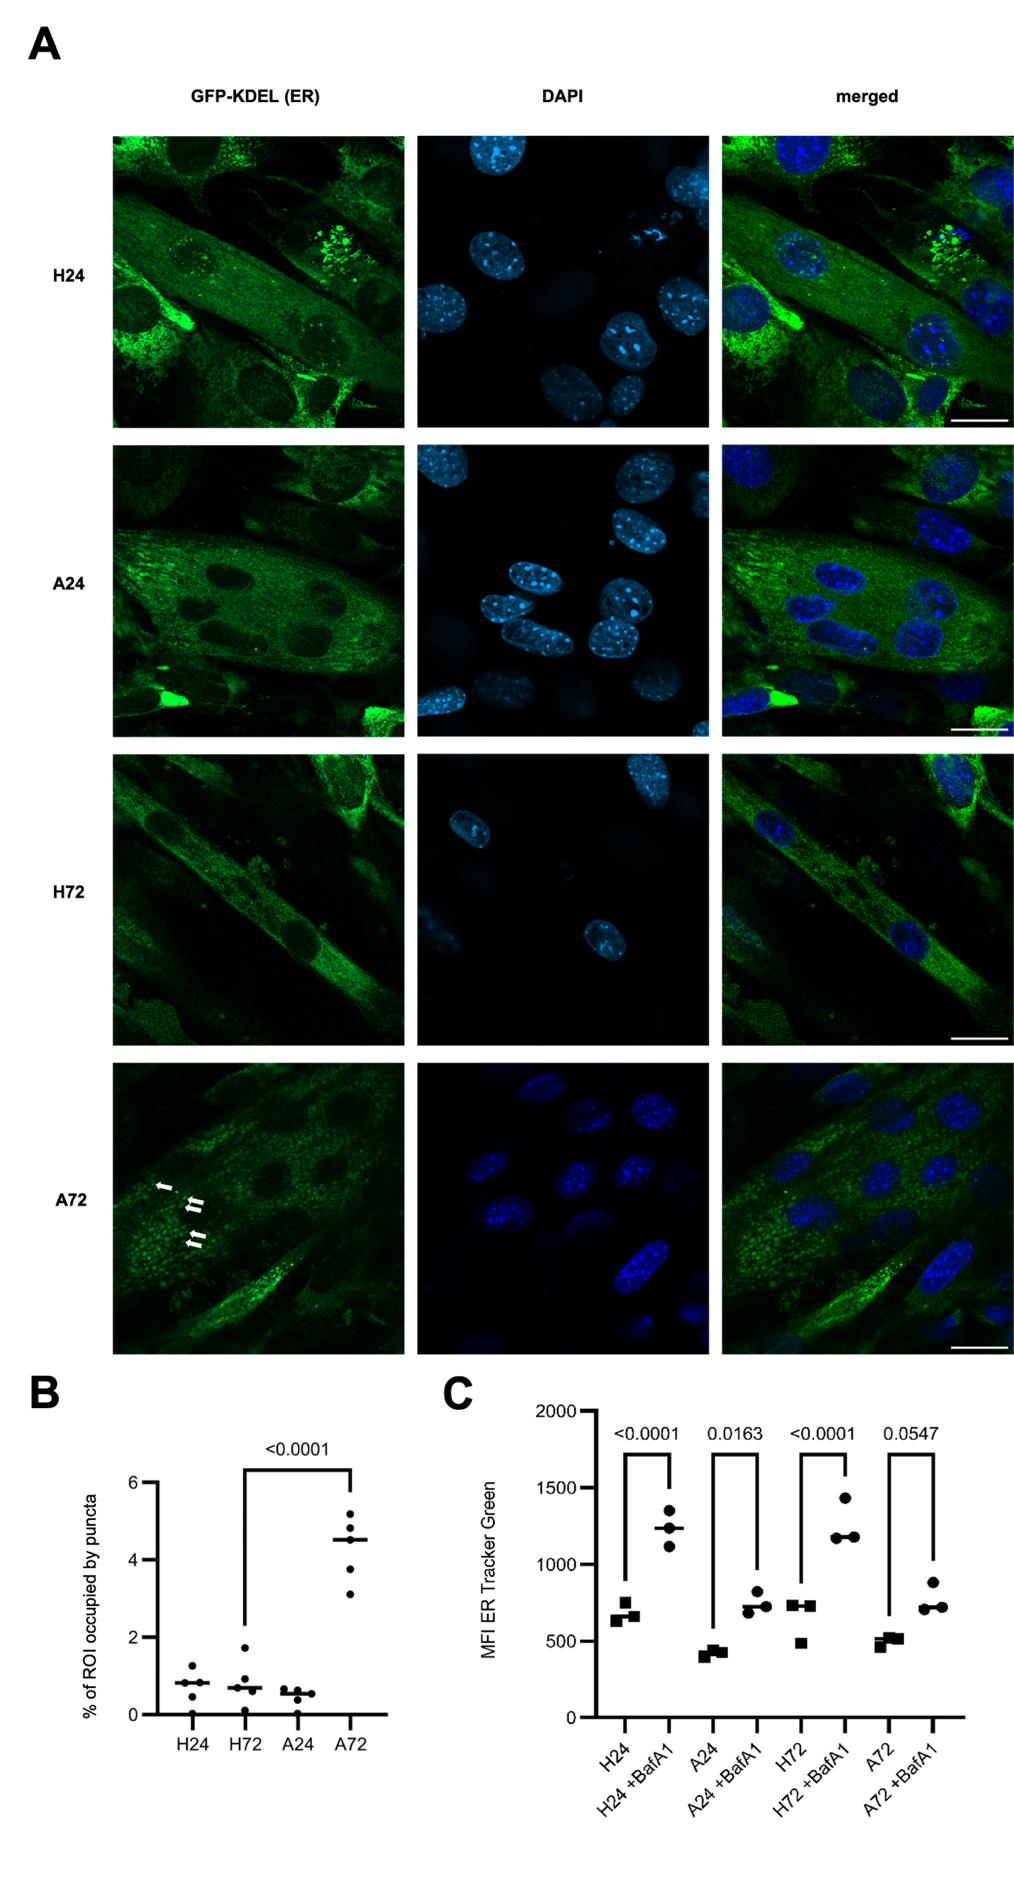 A
GFP-KDEL (ER)
DAPI
merged
H24
A24
H72
A72
B
% of ROI occupied by puncta
6
4
2
0
<0.0001
H24
H72
A24
A72
C
MFI ER Tracker Green
2000
1500
1000
500
0
<0.0001
0.0163
<0.0001
0.0547
H24
H24 +BafA1
A24
A24 +BafA1
H72
H72 +BafA1
A72
A72 +BafA1